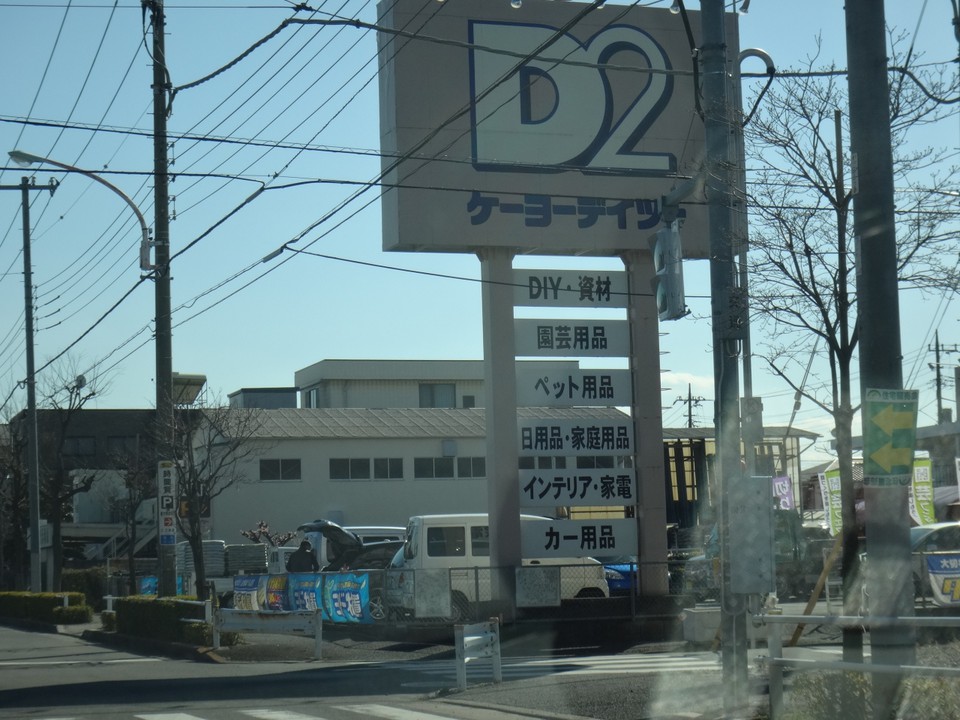 D2
ケーヨーデイツー
DIY・資材
園芸用品
ペット用品
日用品・家庭用品
インテリア・家電
カー用品
P